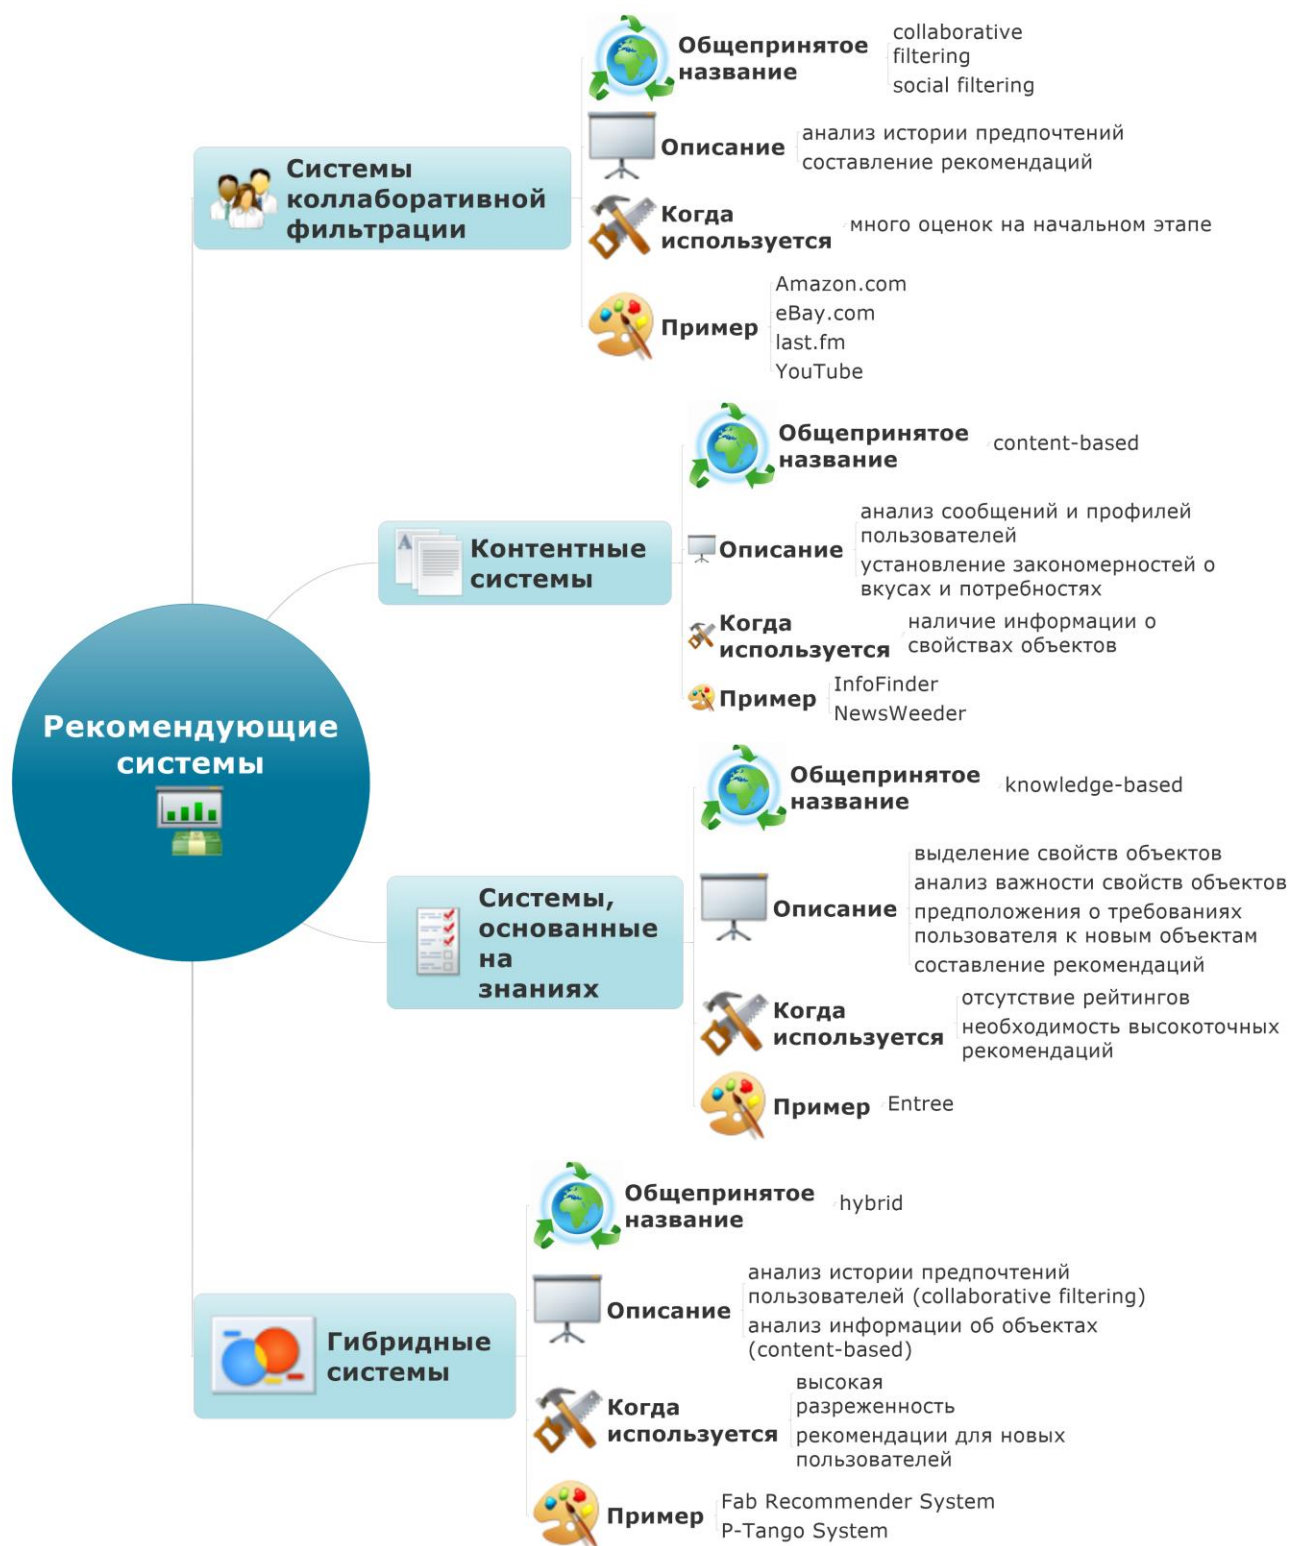 Рекомендующие
системы
Системы
коллаборативной
фильтрации
Общепринятое
название
collaborative
filtering
social filtering
Описание
анализ истории предпочтений
составление рекомендаций
Когда
используется
много оценок на начальном этапе
Пример
Amazon.com
eBay.com
last.fm
YouTube
Контентные
системы
Общепринятое
название
content-based
Описание
анализ сообщений и профилей
пользователей
установление закономерностей о
вкусах и потребностях
Когда
используется
наличие информации о
свойствах объектов
Пример
InfoFinder
NewsWeeder
Системы,
основанные
на
знаниях
Общепринятое
название
knowledge-based
Описание
выделение свойств объектов
анализ важности свойств объектов
предположения о требованиях
пользователя к новым объектам
составление рекомендаций
Когда
используется
отсутствие рейтингов
необходимость высокоточных
рекомендаций
Пример
Entree
Гибридные
системы
Общепринятое
название
hybrid
Описание
анализ истории предпочтений
пользователей (collaborative filtering)
анализ информации об объектах
(content-based)
Когда
используется
высокая
разреженность
рекомендации для новых
пользователей
Пример
Fab Recommender System
P-Tango System